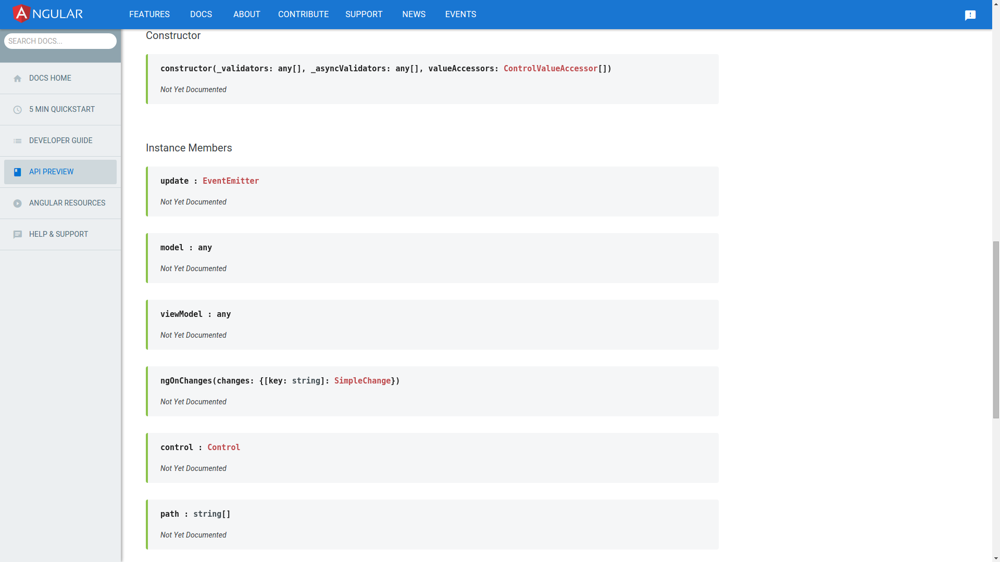 ANGULAR
FEATURES DOCS ABOUT CONTRIBUTE SUPPORT NEWS EVENTS
SEARCH DOCS...
DOCS HOME
5 MIN QUICKSTART
DEVELOPER GUIDE
API PREVIEW
ANGULAR RESOURCES
HELP & SUPPORT
Constructor
constructor(_validators: any[], _asyncValidators: any[], valueAccessors: ControlValueAccessor[])
Not Yet Documented
Instance Members
update : EventEmitter
Not Yet Documented
model : any
Not Yet Documented
viewModel : any
Not Yet Documented
ngOnChanges(changes: {[key: string]: SimpleChange})
Not Yet Documented
control : Control
Not Yet Documented
path : string[]
Not Yet Documented